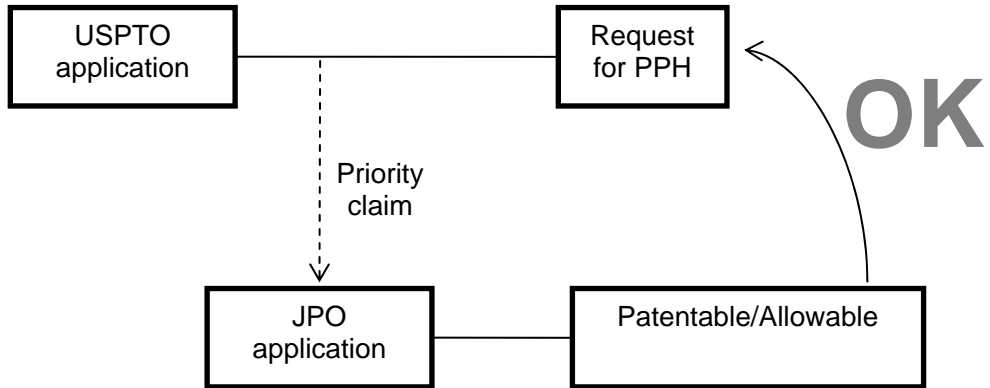 USPTO
application
Request
for PPH
OK
Priority
claim
JPO
application
Patentable/Allowable